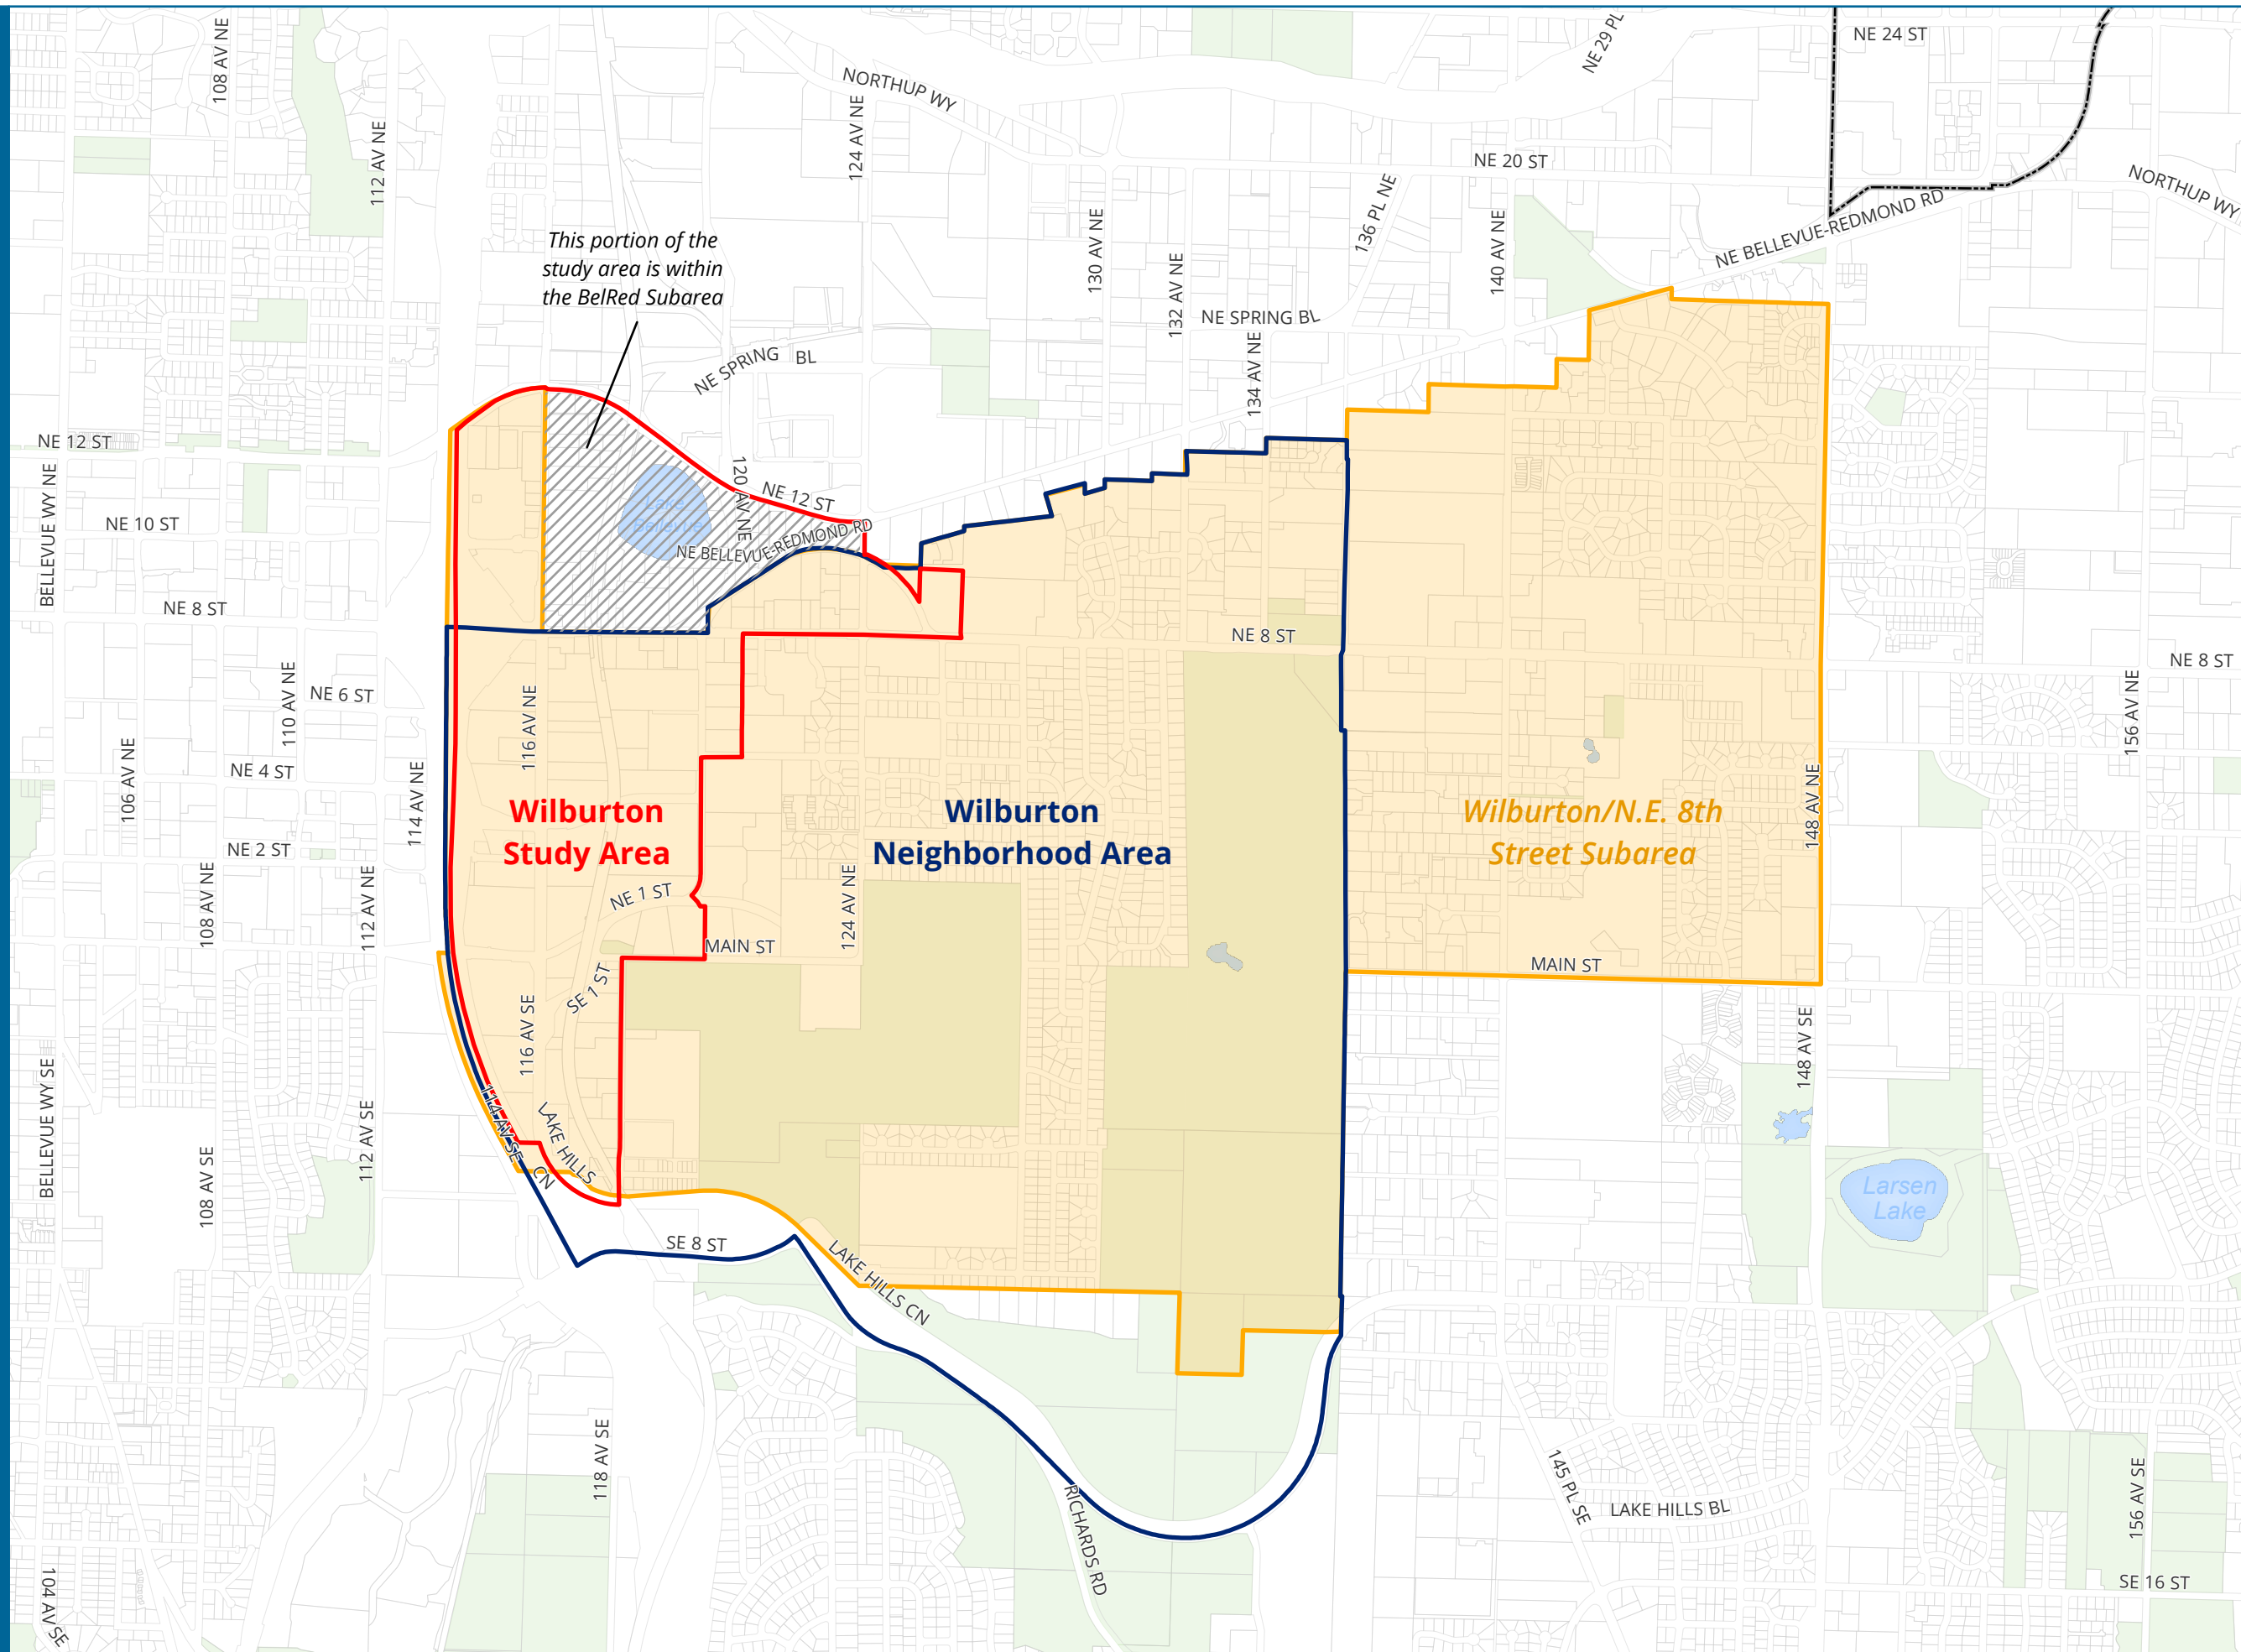 108 AV NE
112 AV NE
NORTHUP WY
124 AV NE
NE 29 PL
NE 24 ST
NE 20 ST
NORTHUP WY
136 PL NE
130 AV NE
132 AV NE
140 AV NE
NE BELLEVUE-REDMOND RD
This portion of the
study area is within
the BelRed Subarea
NE SPRING BL
NE SPRING BL
134 AV NE
NE 12 ST
BELLEVUE WY NE
NE 10 ST
NE 8 ST
Lake
Bellevue
120 AV NE
NE 12 ST
NE BELLEVUE-REDMOND RD
NE 8 ST
NE 8 ST
110 AV NE
NE 6 ST
116 AV NE
106 AV NE
NE 4 ST
114 AV NE
NE 2 ST
156 AV NE
148 AV NE
Wilburton
Study Area
Wilburton
Neighborhood Area
Wilburton/N.E. 8th
Street Subarea
108 AV NE
112 AV NE
NE 1 ST
124 AV NE
MAIN ST
MAIN ST
SE 1 ST
116 AV SE
148 AV SE
BELLEVUE WY SE
112 AV SE
108 AV SE
114 AV SE
LAKE HILLS
CN
SE 8 ST
LAKE HILLS CN
Larsen
Lake
118 AV SE
RICHARDS RD
145 PL SE
LAKE HILLS BL
156 AV SE
SE 16 ST
104 AV SE